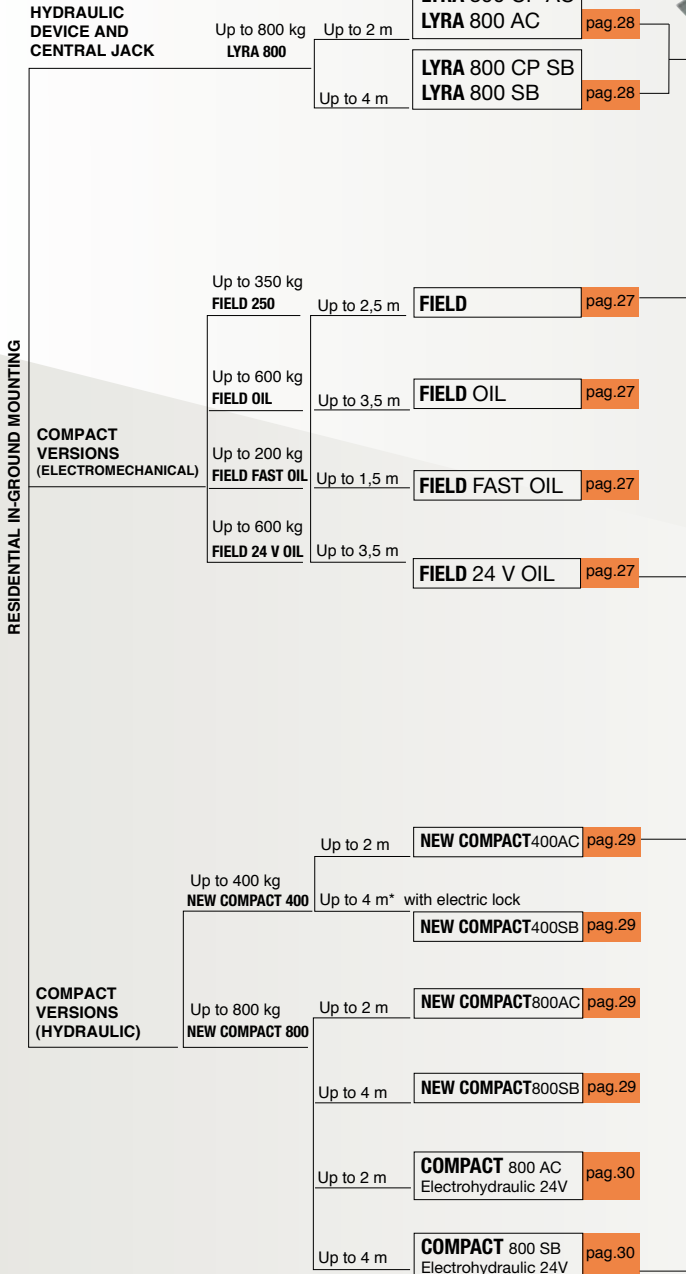 HYDRAULIC
DEVICE AND
CENTRAL JACK
Up to 800 kg
LYRA 800
Up to 2 m
LYRA 800 CP AC
LYRA 800 AC
pag.28
Up to 4 m
LYRA 800 CP SB
LYRA 800 SB
pag.28
RESIDENTIAL IN-GROUND MOUNTING
COMPACT
VERSIONS
(ELECTROMECHANICAL)
Up to 350 kg
FIELD 250
Up to 2,5 m
FIELD
pag.27
Up to 600 kg
FIELD OIL
Up to 3,5 m
FIELD OIL
pag.27
Up to 200 kg
FIELD FAST OIL
Up to 1,5 m
FIELD FAST OIL
pag.27
Up to 600 kg
FIELD 24 V OIL
Up to 3,5 m
FIELD 24 V OIL
pag.27
COMPACT
VERSIONS
(HYDRAULIC)
Up to 400 kg
NEW COMPACT 400
Up to 2 m
NEW COMPACT400AC
pag.29
Up to 4 m* with electric lock
NEW COMPACT400SB
pag.29
Up to 800 kg
NEW COMPACT 800
Up to 2 m
NEW COMPACT800AC
pag.29
Up to 4 m
NEW COMPACT800SB
pag.29
Up to 2 m
COMPACT 800 AC
Electrohydraulic 24V
pag.30
Up to 4 m
COMPACT 800 SB
Electrohydraulic 24V
pag.30